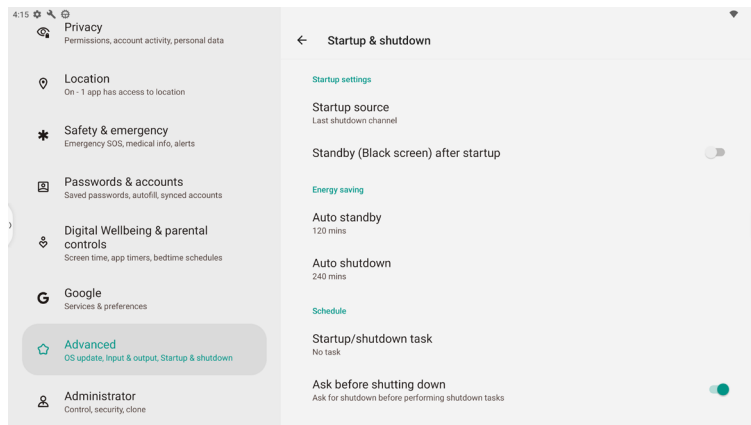 4:15
Privacy
Permissions, account activity, personal data
Location
On - 1 app has access to location
Safety & emergency
Emergency SOS, medical info, alerts
Passwords & accounts
Saved passwords, autofill, synced accounts
Digital Wellbeing & parental
controls
Screen time, app timers, bedtime schedules
Google
Services & preferences
Advanced
OS update, Input & output, Startup & shutdown
Administrator
Control, security, clone
Startup & shutdown
Startup settings
Startup source
Last shutdown channel
Standby (Black screen) after startup
Energy saving
Auto standby
120 mins
Auto shutdown
240 mins
Schedule
Startup/shutdown task
No task
Ask before shutting down
Ask for shutdown before performing shutdown tasks